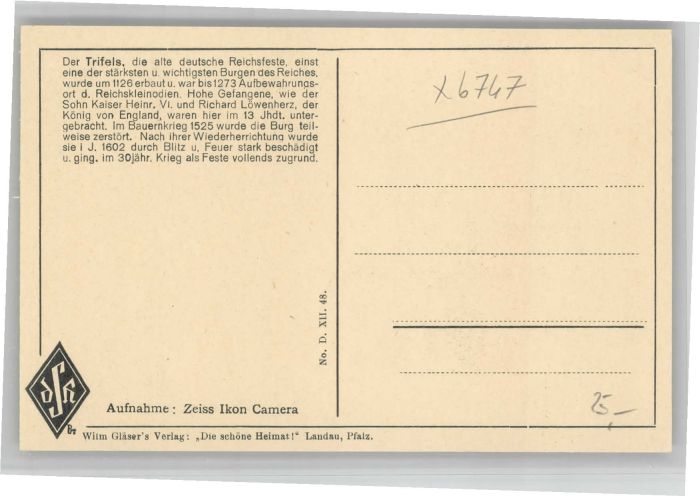 Der Trifels, die alte deutsche Reichsfeste, einst
eine der stärksten u. wichtigsten Burgen des Reiches,
wurde um 1126 erbaut u. war bis 1273 Aufbewahrungs-
ort d. Reichskleinodien. Hohe Gefangene, wie der
Sohn Kaiser Heinr. VI. und Richard Löwenherz, der
König von England, waren hier im 13 Jhdt. unter-
gebracht. Im Bauernkrieg 1525 wurde die Burg teil-
weise zerstört. Nach ihrer Wiederherrichtung wurde
sie i J. 1602 durch Blitz u, Feuer stark beschädigt
u. ging. im 30jähr. Krieg als Feste vollends zugrund.
x6747
No. D. XII. 48.
dSh
Aufnahme: Zeiss Ikon Camera
25,-
Wilm Gläser's Verlag: „Die schöne Heimat!" Landau, Pfalz.